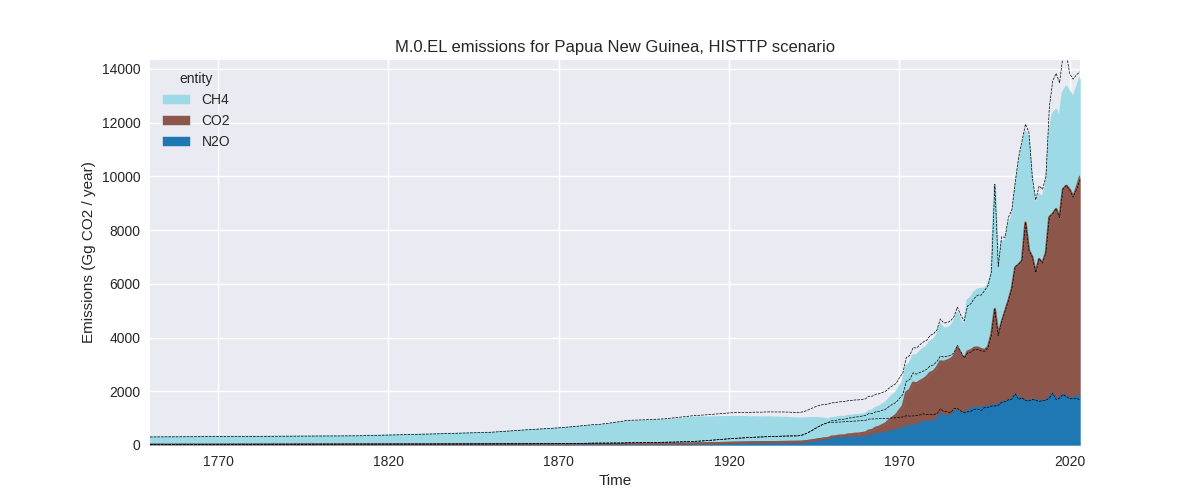 M.0.EL emissions for Papua New Guinea, HISTTP scenario
entity
CH4
CO2
N2O
Emissions (Gg CO2 / year)
14000
12000
10000
8000
6000
4000
2000
0
1770
1820
1870
1920
1970
2020
Time